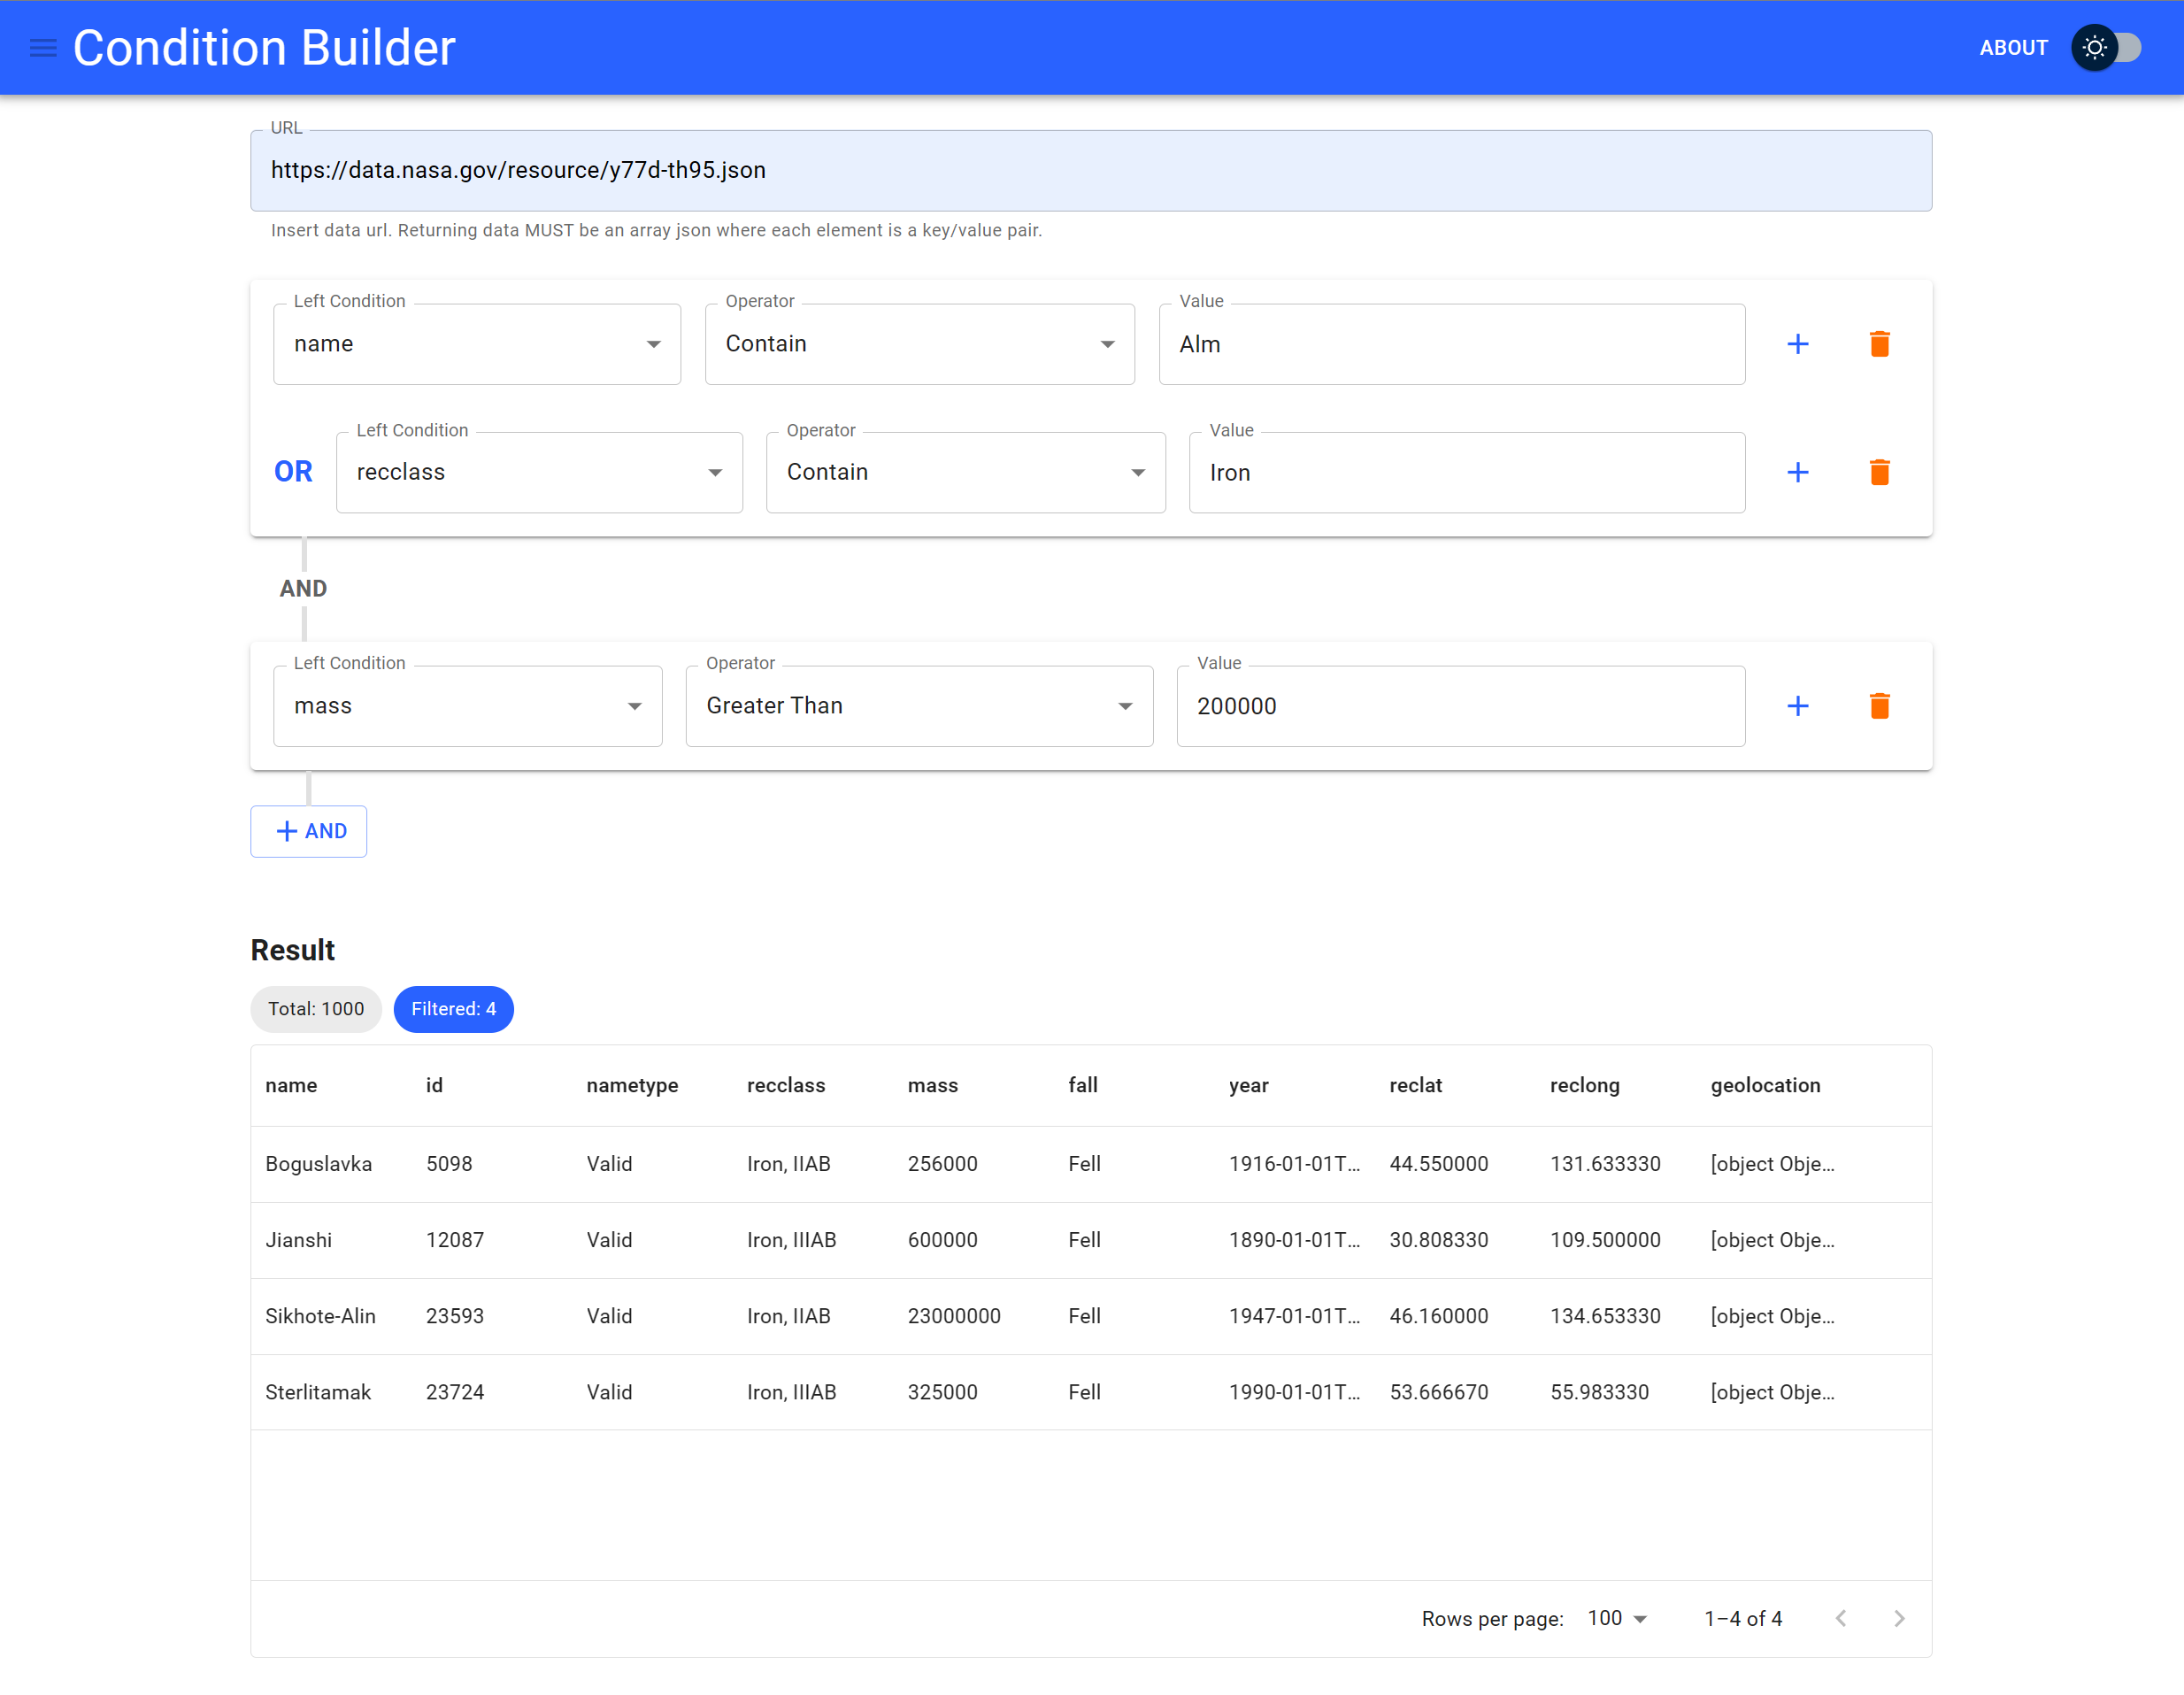 Condition Builder
ABOUT
URL
https://data.nasa.gov/resource/y77d-th95.json
Insert data url. Returning data MUST be an array json where each element is a key/value pair.
Left Condition Operator Value
name Contain Alm
Left Condition Operator Value
OR recclass Contain Iron
AND
Left Condition Operator Value
mass Greater Than 200000
AND
Result
Total: 1000 Filtered: 4
name id nametype recclass mass fall year reclat reclong geolocation
Boguslavka 5098 Valid Iron, IIAB 256000 Fell 1916-01-01T... 44.550000 131.633330 [object Obje...
Jianshi 12087 Valid Iron, IIIAB 600000 Fell 1890-01-01T... 30.808330 109.500000 [object Obje...
Sikhote-Alin 23593 Valid Iron, IIAB 23000000 Fell 1947-01-01T... 46.160000 134.653330 [object Obje...
Sterlitamak 23724 Valid Iron, IIIAB 325000 Fell 1990-01-01T... 53.666670 55.983330 [object Obje...
Rows per page: 100 1–4 of 4